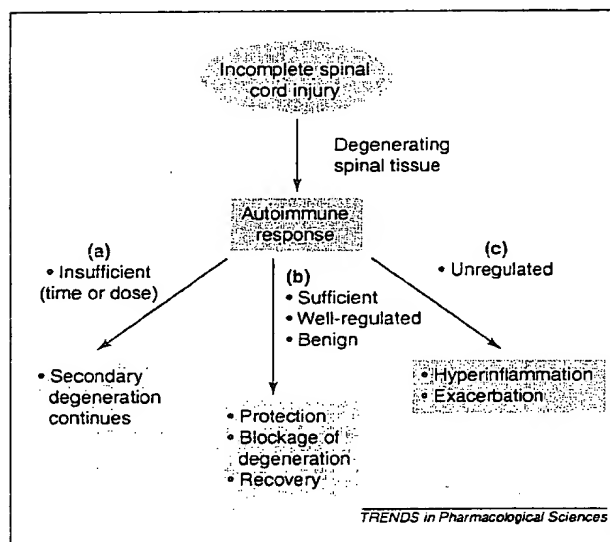 Incomplete spinal
cord injury
Degenerating
spinal tissue
Autoimmune
response
(a)
• Insufficient
(time or dose)
(b)
• Sufficient
• Well-regulated
• Benign
(c)
• Unregulated
• Secondary
degeneration
continues
• Protection
• Blockage of
degeneration
• Recovery
• Hyperinflammation
• Exacerbation
TRENDS in Pharmacological Sciences